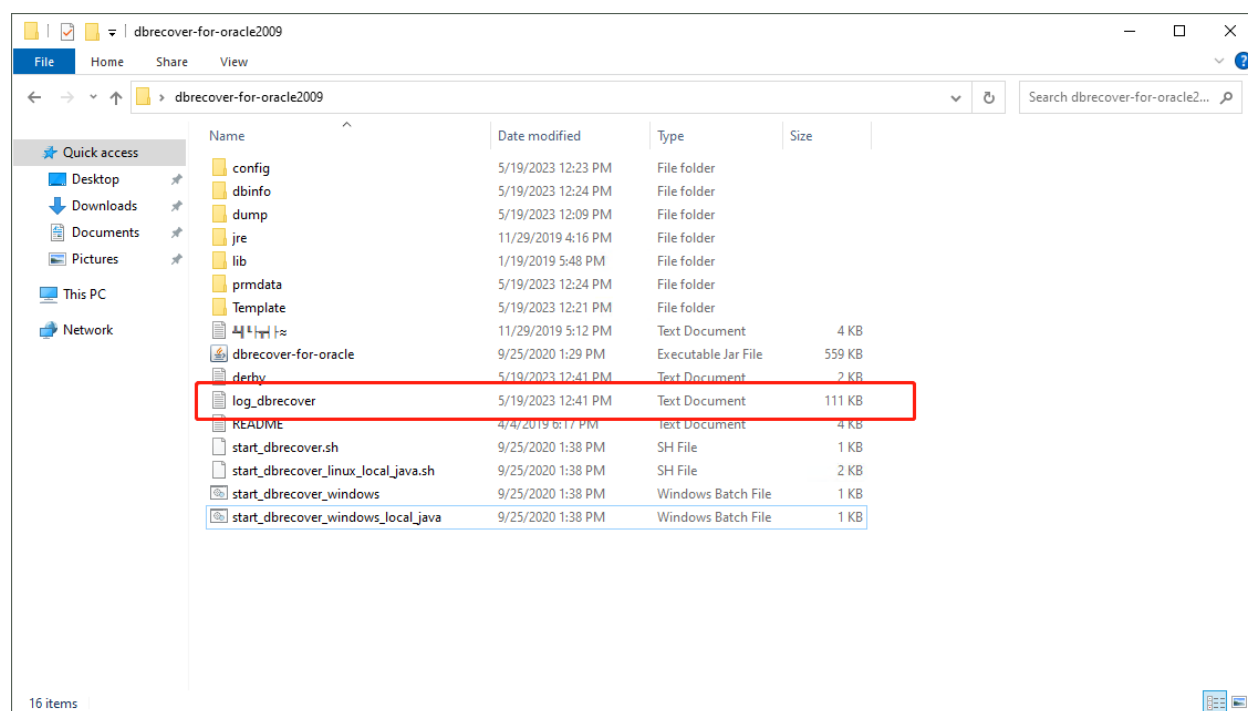 dbrecover-for-oracle2009
File Home Share View
dbrecover-for-oracle2009 Search dbrecover-for-oracle2...
Name Date modified Type Size
Quick access
Desktop
Downloads
Documents
Pictures
This PC
Network
config 5/19/2023 12:23 PM File folder
dbinfo 5/19/2023 12:24 PM File folder
dump 5/19/2023 12:09 PM File folder
jre 11/29/2019 4:16 PM File folder
lib 1/19/2019 5:48 PM File folder
prmdata 5/19/2023 12:24 PM File folder
Template 5/19/2023 12:21 PM File folder
11/29/2019 5:12 PM Text Document 4 KB
dbrecover-for-oracle 9/25/2020 1:29 PM Executable Jar File 559 KB
derby 5/19/2023 12:41 PM Text Document 2 KB
log_dbrecover 5/19/2023 12:41 PM Text Document 111 KB
README 4/4/2019 6:17 PM Text Document 4 KB
start_dbrecover.sh 9/25/2020 1:38 PM SH File 1 KB
start_dbrecover_linux_local_java.sh 9/25/2020 1:38 PM SH File 2 KB
start_dbrecover_windows 9/25/2020 1:38 PM Windows Batch File 1 KB
start_dbrecover_windows_local_java 9/25/2020 1:38 PM Windows Batch File 1 KB
16 items